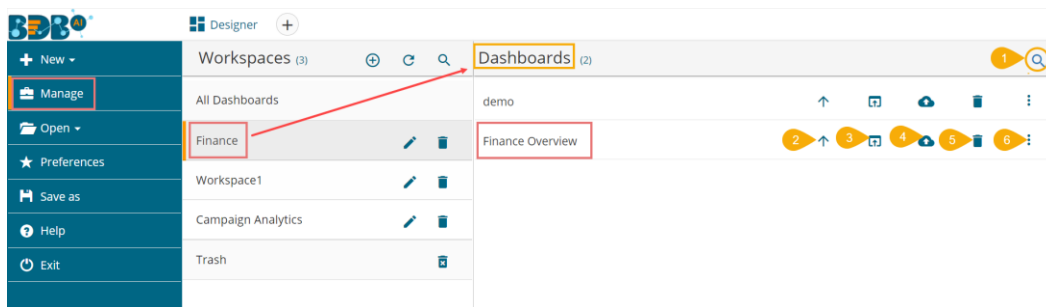 BDB AI
Designer
New
Manage
Open
Preferences
Save as
Help
Exit
Workspaces (3)
All Dashboards
Finance
Workspace1
Campaign Analytics
Trash
Dashboards (2)
1
demo
Finance Overview
2
3
4
5
6